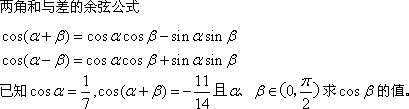 两角和与差的余弦公式
cos(α+β)=cosαcosβ−sinαsinβ
cos(α−β)=cosαcosβ+sinαsinβ
已知cosα=1/7,cos(α+β)=−11/14且α、β∈(0,π/2)求cosβ的值。